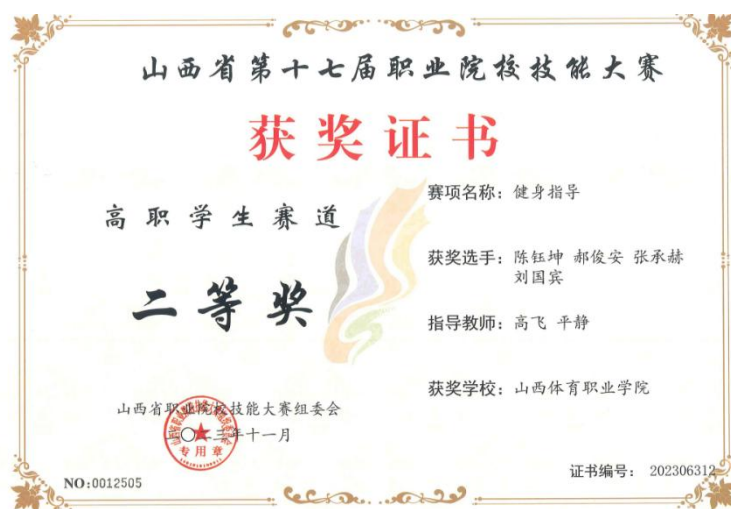 山西省第十七届职业院校技能大赛
获奖证书
高职学生赛道
二等奖
赛项名称：健身指导
获奖选手：陈钰坤 郝俊安 张承赫
刘国宾
指导教师：高飞 平静
获奖学校：山西体育职业学院
山西省职业院校技能大赛组委会
二〇二三年十一月
专用章
NO:0012505
证书编号： 202306312